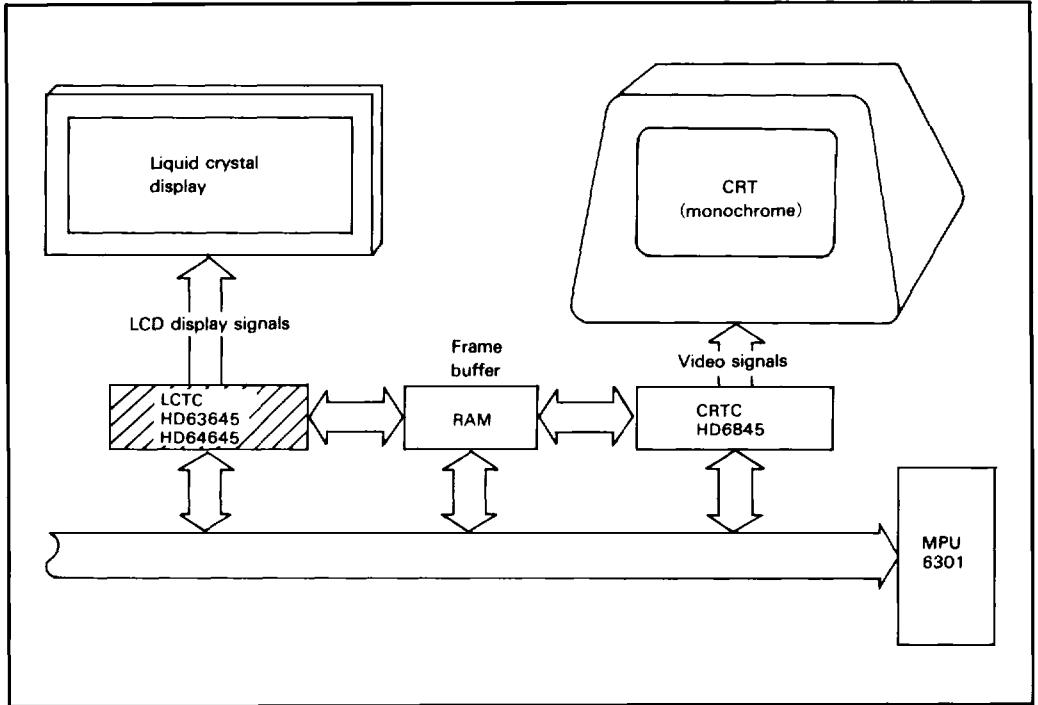 Liquid crystal
display
CRT
(monochrome)
LCD display signals
Frame
buffer
Video signals
LCTC
HD63645
HD64645
RAM
CRTC
HD6845
MPU
6301